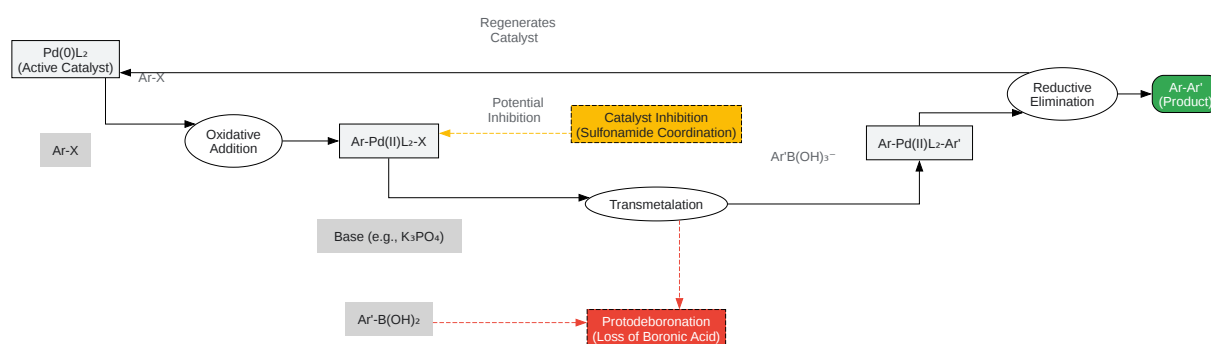 Regenerates
Catalyst
Pd(0)L₂
(Active Catalyst)
Ar-X
Reductive
Elimination
Ar-Ar'
(Product)
Potential
Inhibition
Catalyst Inhibition
(Sulfonamide Coordination)
Oxidative
Addition
Ar-Pd(II)L₂-X
Ar-Pd(II)L₂-Ar'
Ar-X
Ar'B(OH)₃⁻
Transmetalation
Base (e.g., K₃PO₄)
Ar'-B(OH)₂
Protodeboronation
(Loss of Boronic Acid)